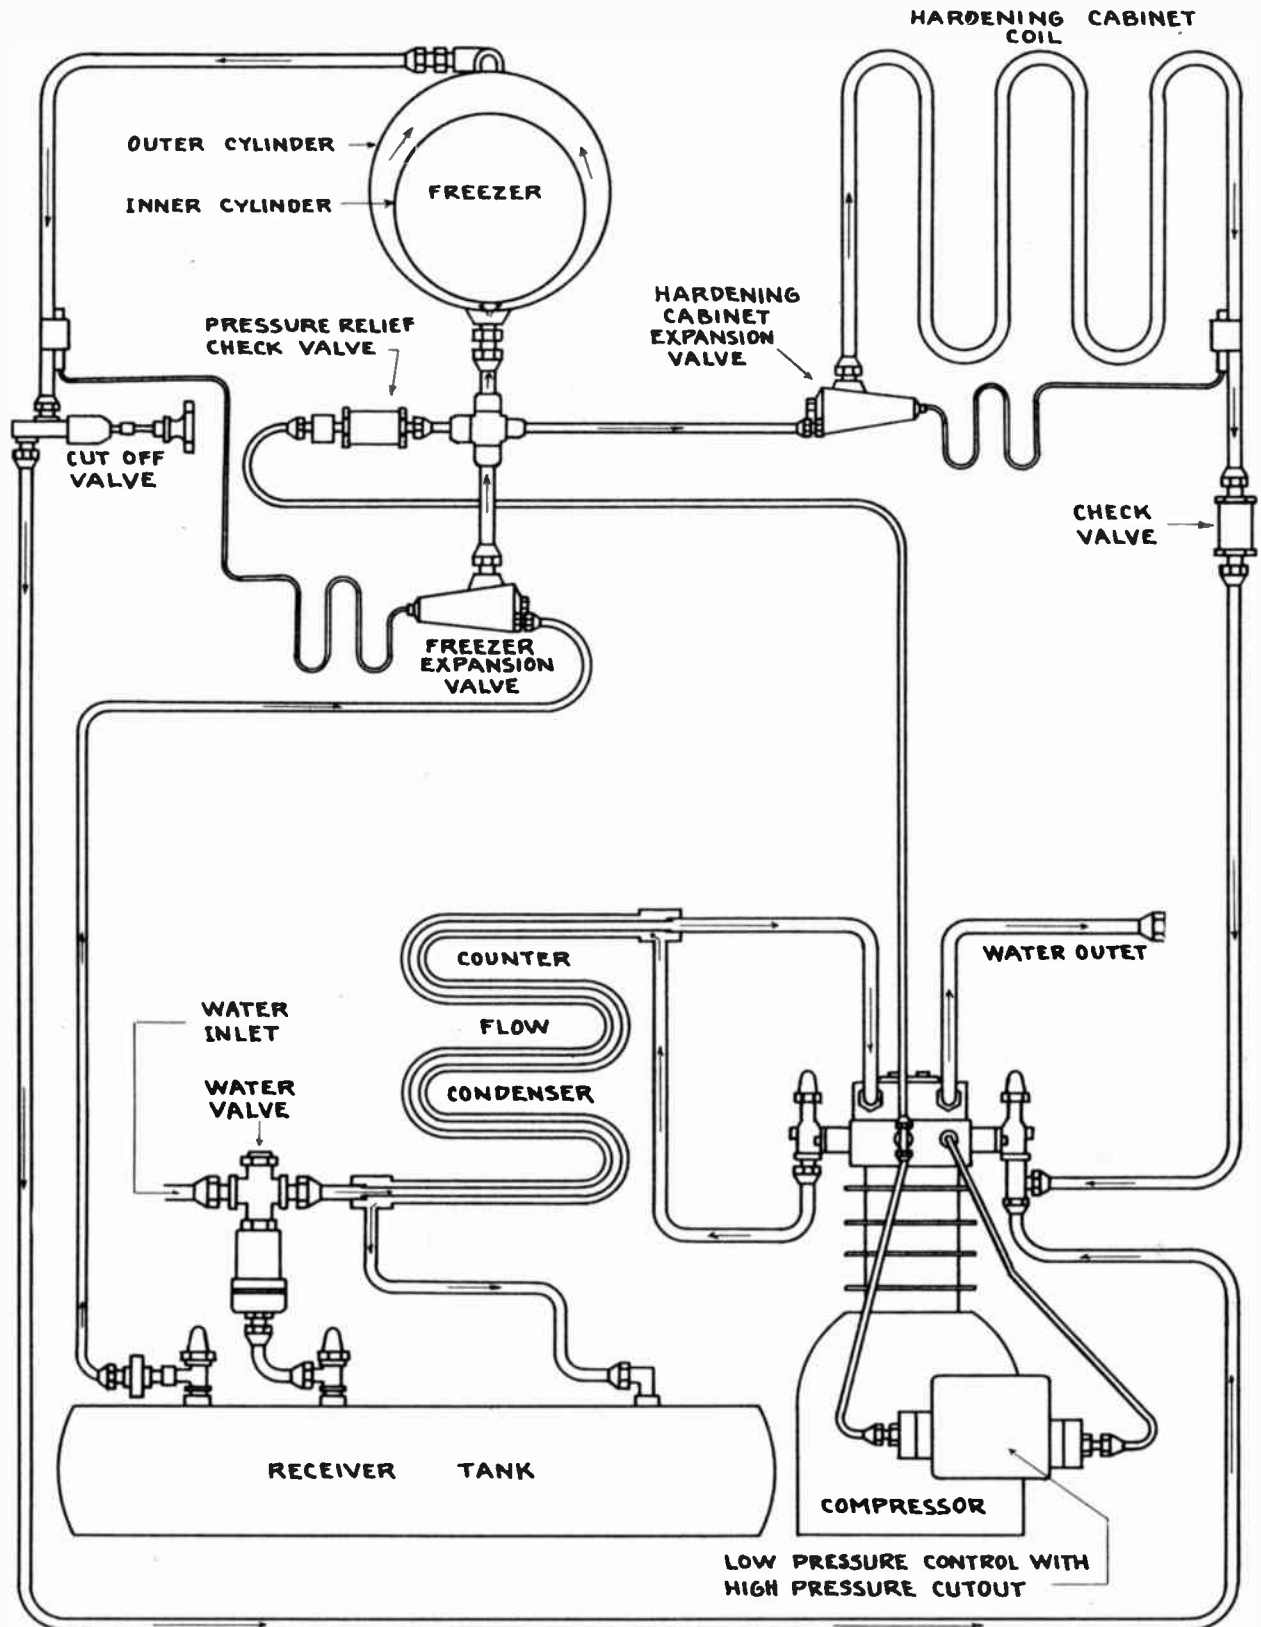 HARDENING CABINET
COIL
OUTER CYLINDER
INNER CYLINDER
FREEZER
HARDENING
CABINET
EXPANSION
VALVE
PRESSURE RELIEF
CHECK VALVE
CUT OFF
VALVE
CHECK
VALVE
FREEZER
EXPANSION
VALVE
COUNTER
FLOW
CONDENSER
WATER OUTET
WATER
INLET
WATER
VALVE
RECEIVER TANK
COMPRESSOR
LOW PRESSURE CONTROL WITH
HIGH PRESSURE CUTOUT